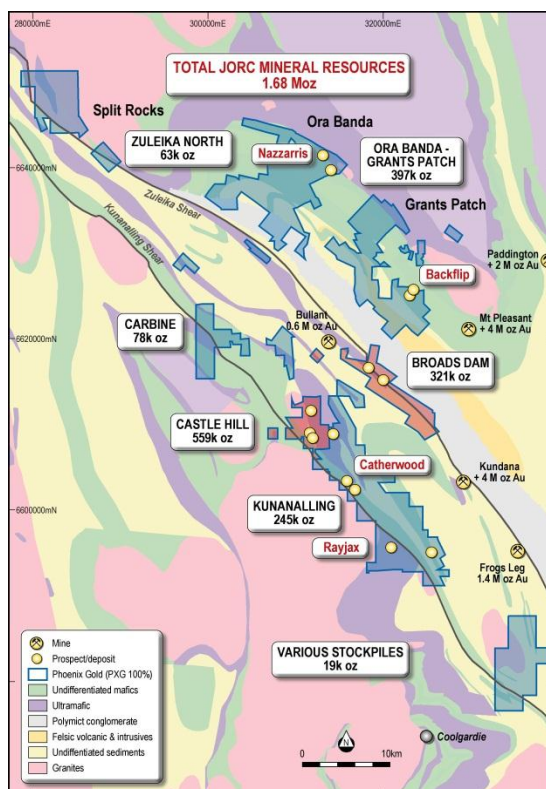 280000mE
300000mE
320000mE
TOTAL JORC MINERAL RESOURCES
1.68 Moz
Split Rocks
ZULEIKA NORTH
63k oz
Ora Banda
Nazzarris
ORA BANDA -
GRANTS PATCH
397k oz
6640000mN
Zuleika Shear
Kunanalling Shear
Grants Patch
Paddington
+ 2 M oz Au
Backflip
Mt Pleasant
+ 4 M oz Au
Bullant
0.6 M oz Au
6620000mN
CARBINE
78k oz
BROADS DAM
321k oz
CASTLE HILL
559k oz
Catherwood
Kundana
+ 4 M oz Au
KUNANALLING
245k oz
6600000mN
Rayjax
Frogs Leg
1.4 M oz Au
VARIOUS STOCKPILES
19k oz
Mine
Prospect/deposit
Phoenix Gold (PXG 100%)
Undifferentiated mafics
Ultramafic
Polymict conglomerate
Felsic volcanic & intrusives
Undiffentiated sediments
Granites
N
0
10km
Coolgardie